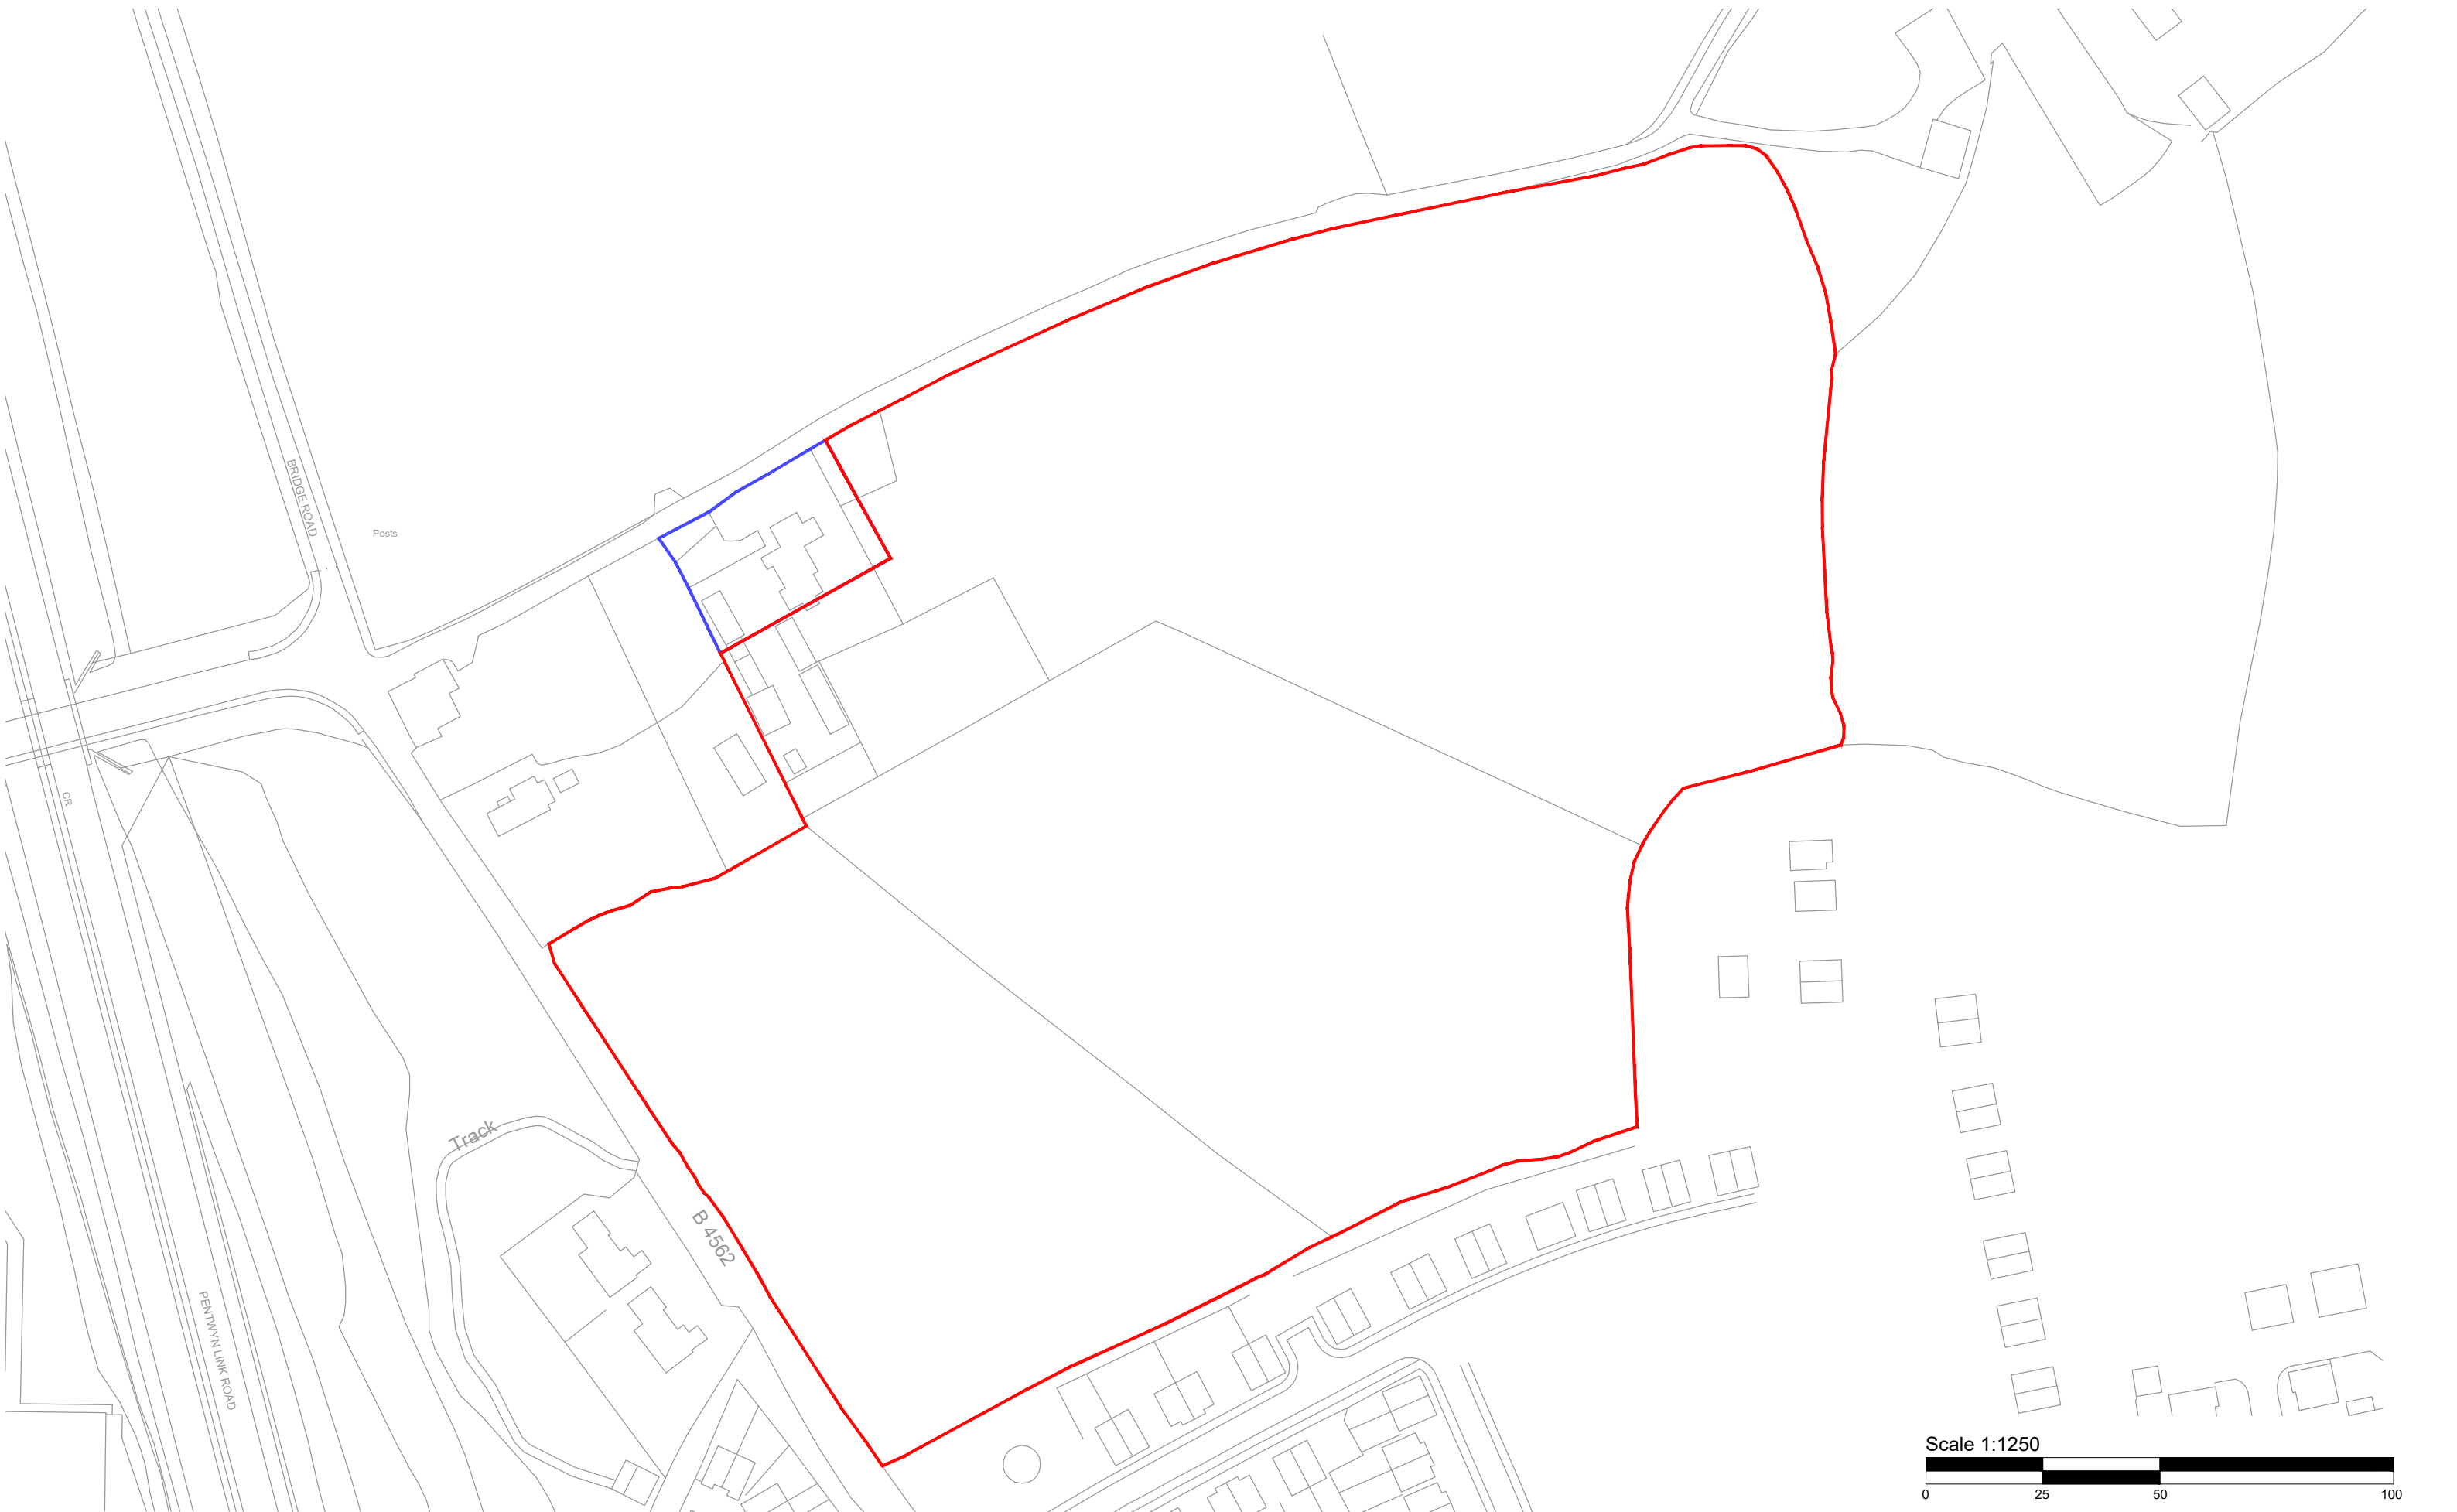 BRIDGE ROAD
Posts
CR
Track
B 4562
PENTWYN LINK ROAD
Scale 1:1250
0 25 50 100